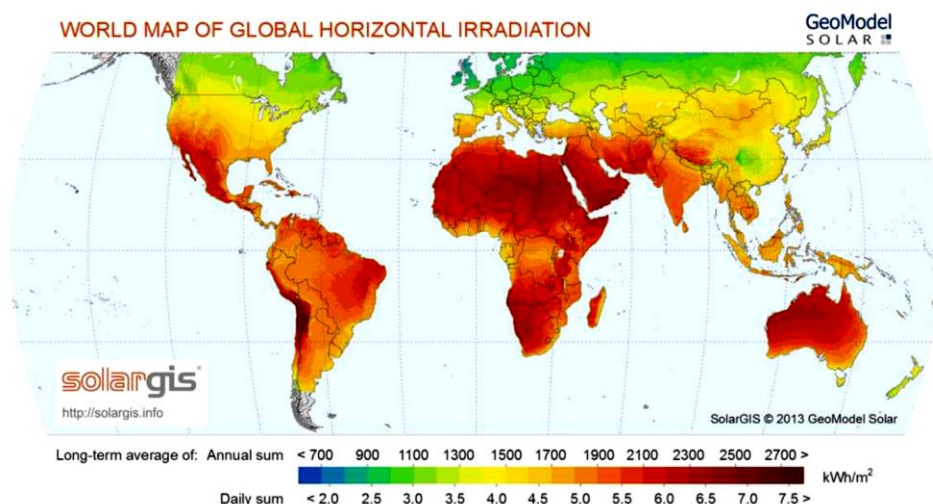 WORLD MAP OF GLOBAL HORIZONTAL IRRADIATION
GeoModel
SOLAR
solargis®
http://solargis.info
SolarGIS © 2013 GeoModel Solar
Long-term average of: Annual sum < 700 900 1100 1300 1500 1700 1900 2100 2300 2500 2700 >
kWh/m²
Daily sum < 2.0 2.5 3.0 3.5 4.0 4.5 5.0 5.5 6.0 6.5 7.0 7.5 >